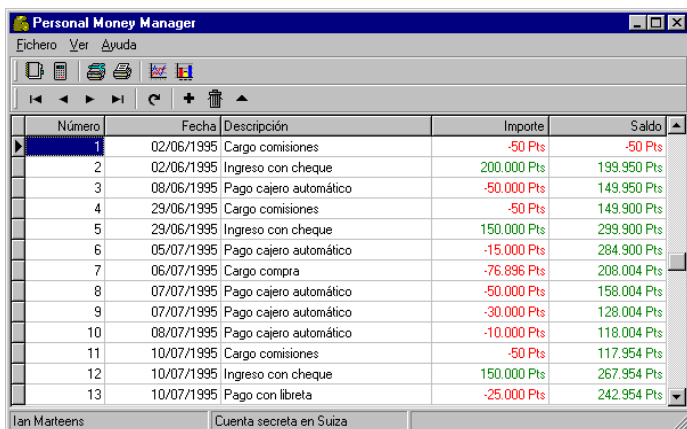 Personal Money Manager
Fichero Ver Ayuda
Número Fecha Descripción Importe Saldo
1 02/06/1995 Cargo comisiones -50 Pts -50 Pts
2 02/06/1995 Ingreso con cheque 200.000 Pts 199.950 Pts
3 08/06/1995 Pago cajero automático -50.000 Pts 149.950 Pts
4 29/06/1995 Cargo comisiones -50 Pts 149.900 Pts
5 29/06/1995 Ingreso con cheque 150.000 Pts 299.900 Pts
6 05/07/1995 Pago cajero automático -15.000 Pts 284.900 Pts
7 06/07/1995 Cargo compra -76.896 Pts 208.004 Pts
8 07/07/1995 Pago cajero automático -50.000 Pts 158.004 Pts
9 07/07/1995 Pago cajero automático -30.000 Pts 128.004 Pts
10 08/07/1995 Pago cajero automático -10.000 Pts 118.004 Pts
11 10/07/1995 Cargo comisiones -50 Pts 117.954 Pts
12 10/07/1995 Ingreso con cheque 150.000 Pts 267.954 Pts
13 10/07/1995 Pago con libreta -25.000 Pts 242.954 Pts
Ian Marteens Cuenta secreta en Suiza